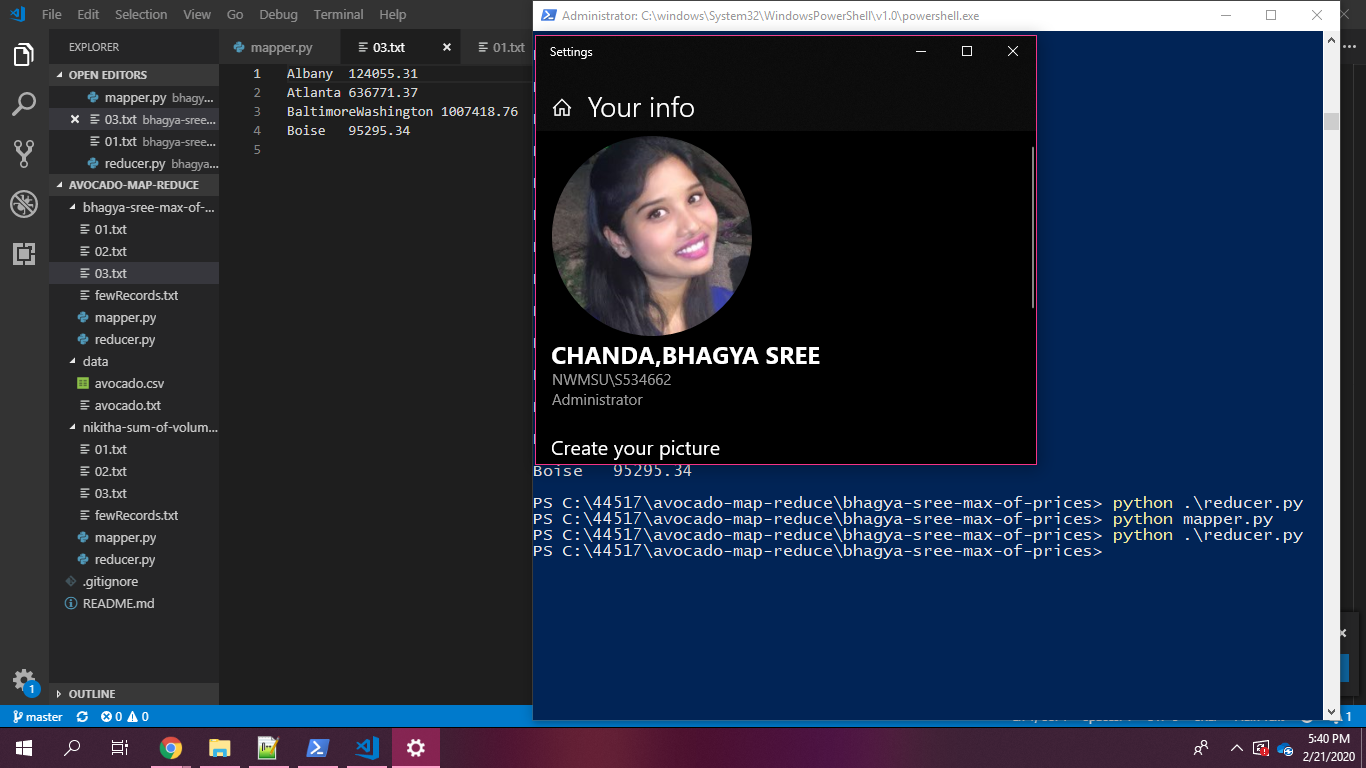 File Edit Selection View Go Debug Terminal Help
Administrator: C:\windows\System32\WindowsPowerShell\v1.0\powershell.exe
EXPLORER
OPEN EDITORS
mapper.py bhagy...
03.txt bhagya-sree...
01.txt bhagya-sree...
reducer.py bhagya...
AVOCADO-MAP-REDUCE
bhagya-sree-max-of-...
01.txt
02.txt
03.txt
fewRecords.txt
mapper.py
reducer.py
data
avocado.csv
avocado.txt
nikitha-sum-of-volum...
01.txt
02.txt
03.txt
fewRecords.txt
mapper.py
reducer.py
.gitignore
README.md
OUTLINE
mapper.py 03.txt 01.txt
1 Albany 124055.31
2 Atlanta 636771.37
3 BaltimoreWashington 1007418.76
4 Boise 95295.34
5
Settings
Your info
CHANDA,BHAGYA SREE
NWMSU\S534662
Administrator
Create your picture
Boise 95295.34
PS C:\44517\avocado-map-reduce\bhagya-sree-max-of-prices> python .\reducer.py
PS C:\44517\avocado-map-reduce\bhagya-sree-max-of-prices> python mapper.py
PS C:\44517\avocado-map-reduce\bhagya-sree-max-of-prices> python .\reducer.py
PS C:\44517\avocado-map-reduce\bhagya-sree-max-of-prices>
1
master 0 0
1
5:40 PM
2/21/2020